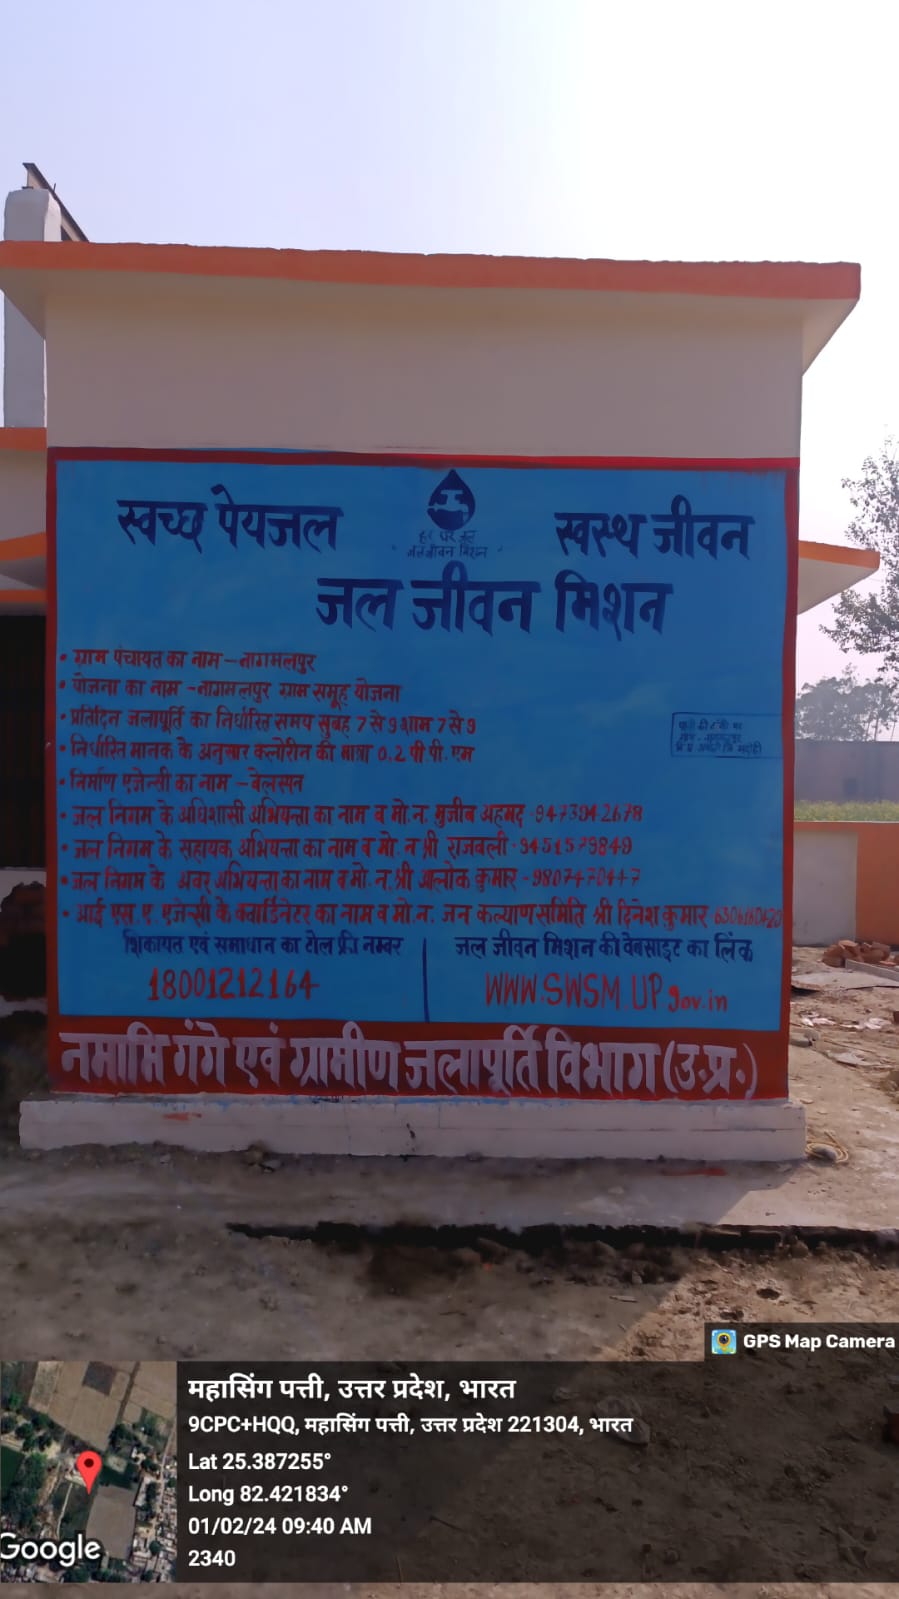 स्वच्छ पेयजल
स्वस्थ जीवन
हर घर जल
जल जीवन मिशन
जल जीवन मिशन
• ग्राम पंचायत का नाम – नागमलपुर
• योजना का नाम – नागमलपुर ग्राम समूह योजना
• प्रतिदिन जलापूर्ति का निर्धारित समय सुबह 7 से 9 शाम 7 से 9
• निर्धारित मानक के अनुसार क्लोरीन की मात्रा 0.2 पी पी. एम
• निर्माण एजेन्सी का नाम – बेलस्पन
• जल निगम के अधिशासी अभियन्ता का नाम व मो. न. मुजीब अहमद - 9473942678
• जल निगम के सहायक अभियन्ता का नाम व मो. न श्री राजबली - 9451579849
• जल निगम के अवर अभियन्ता का नाम व मो. न. श्री आलोक कुमार - 9807470447
• आई एस. ए. एजेन्सी के क्वार्डिनेटर का नाम व मो. न. जन कल्याण समिति श्री दिनेश कुमार
शिकायत एवं समाधान का टोल फ्री नम्बर
18001212164
जल जीवन मिशन की वेबसाइट का लिंक
WWW.SWSM.UP.gov.in
नमामि गंगे एवं ग्रामीण जलापूर्ति विभाग (उ.प्र.)
GPS Map Camera
महासिंग पत्ती, उत्तर प्रदेश, भारत
9CPC+HQQ, महासिंग पत्ती, उत्तर प्रदेश 221304, भारत
Lat 25.387255°
Long 82.421834°
01/02/24 09:40 AM
2340
Google